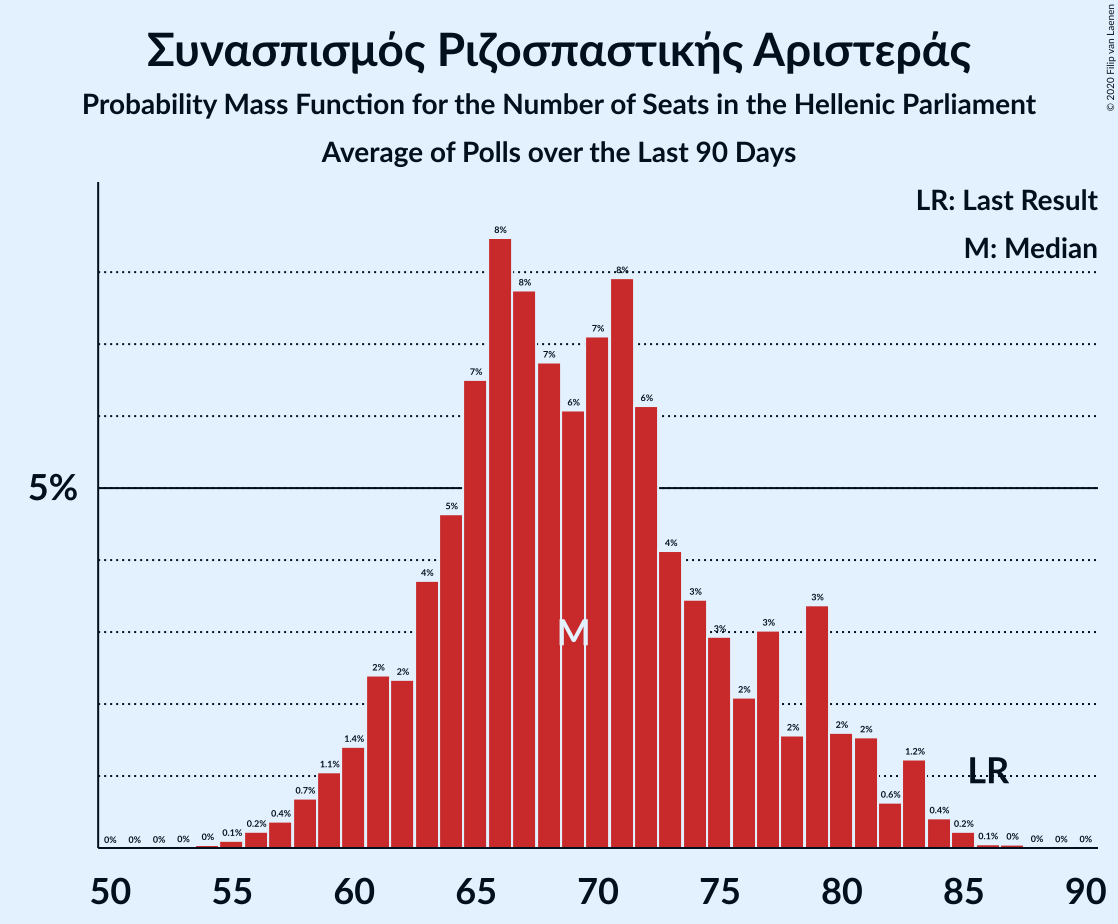 Συνασπισμός Ριζοσπαστικής Αριστεράς
Probability Mass Function for the Number of Seats in the Hellenic Parliament
Average of Polls over the Last 90 Days
© 2020 Filip van Laenen
LR: Last Result
M: Median
5%
0% 0% 0% 0% 0% 0.1% 0.2% 0.4% 0.7% 1.1% 1.4% 2% 2% 4% 5% 7% 8% 8% 7% 6% 7% 8% 6% 4% 3% 3% 2% 3% 2% 3% 2% 2% 0.6% 1.2% 0.4% 0.2% 0.1% 0% 0% 0% 0%
M
LR
50 55 60 65 70 75 80 85 90